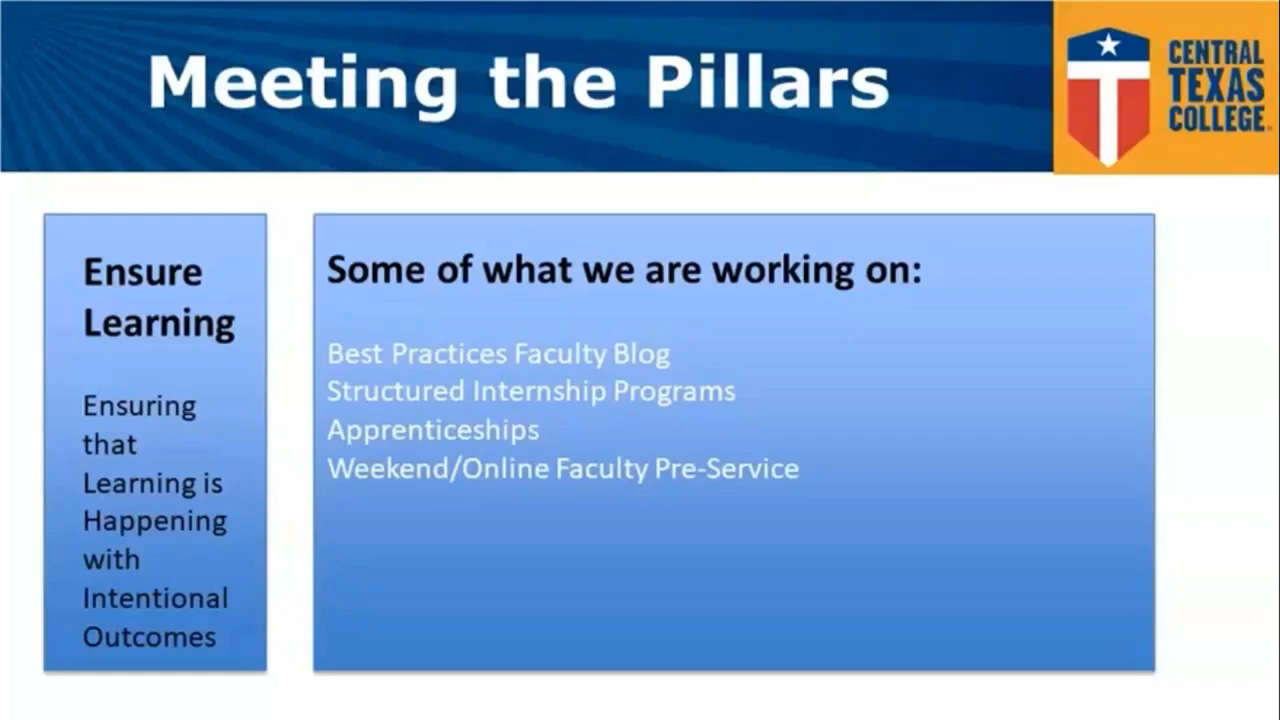 Meeting the Pillars
CENTRAL
TEXAS
COLLEGE
Ensure
Learning
Ensuring
that
Learning is
Happening
with
Intentional
Outcomes
Some of what we are working on:
Best Practices Faculty Blog
Structured Internship Programs
Apprenticeships
Weekend/Online Faculty Pre-Service